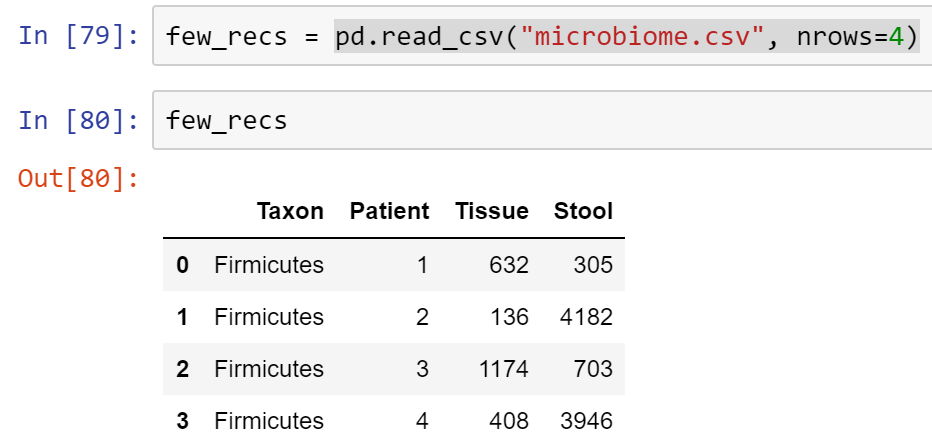 In [79]: few_recs = pd.read_csv("microbiome.csv", nrows=4)
In [80]: few_recs
Out[80]:
Taxon Patient Tissue Stool
0 Firmicutes 1 632 305
1 Firmicutes 2 136 4182
2 Firmicutes 3 1174 703
3 Firmicutes 4 408 3946